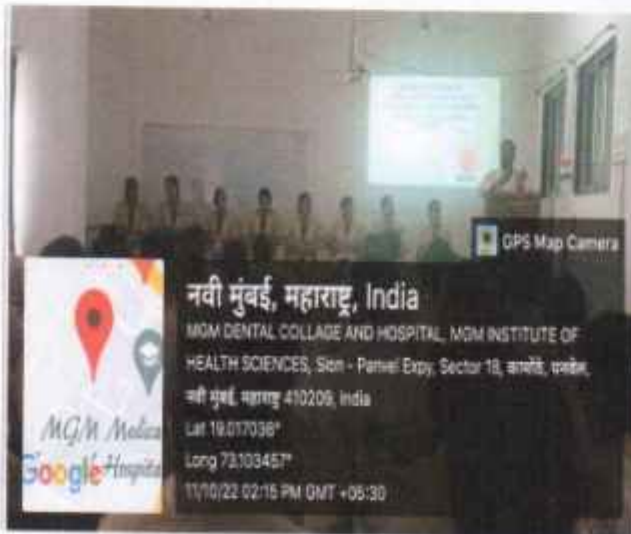 GPS Map Camera
नवी मुंबई, महाराष्ट्र, India
MGM DENTAL COLLAGE AND HOSPITAL, MGM INSTITUTE OF
HEALTH SCIENCES, Sion - Panvel Expy, Sector 18, कामोठे, पनवेल,
नवी मुंबई, महाराष्ट्र 410209, India
Lat 19.017036°
Long 73.103457°
11/10/22 02:15 PM GMT +05:30
MGM Medica
Hospita
Google